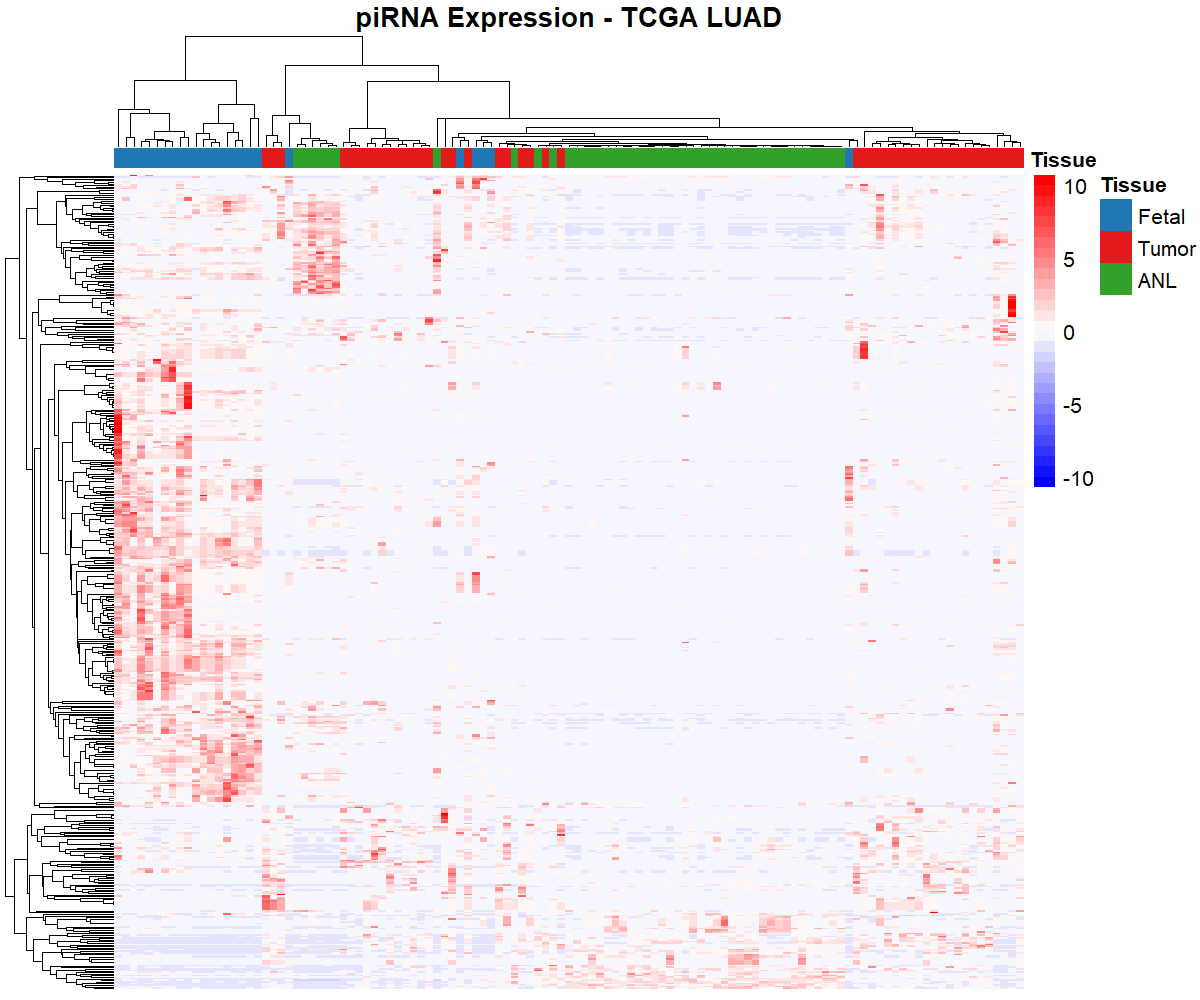 piRNA Expression - TCGA LUAD
Tissue
10
5
0
-5
-10
Tissue
Fetal
Tumor
ANL